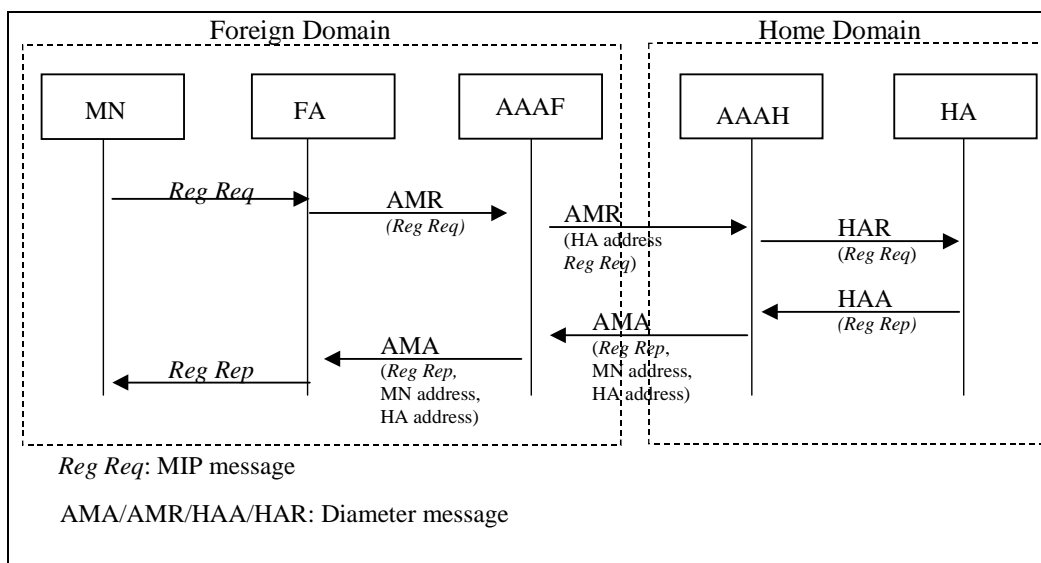 Foreign Domain
Home Domain
MN
FA
AAAF
AAAH
HA
Reg Req
AMR
(Reg Req)
AMR
(HA address
Reg Req)
HAR
(Reg Req)
HAA
(Reg Rep)
AMA
(Reg Rep,
MN address,
HA address)
AMA
(Reg Rep,
MN address,
HA address)
Reg Rep
Reg Req: MIP message
AMA/AMR/HAA/HAR: Diameter message